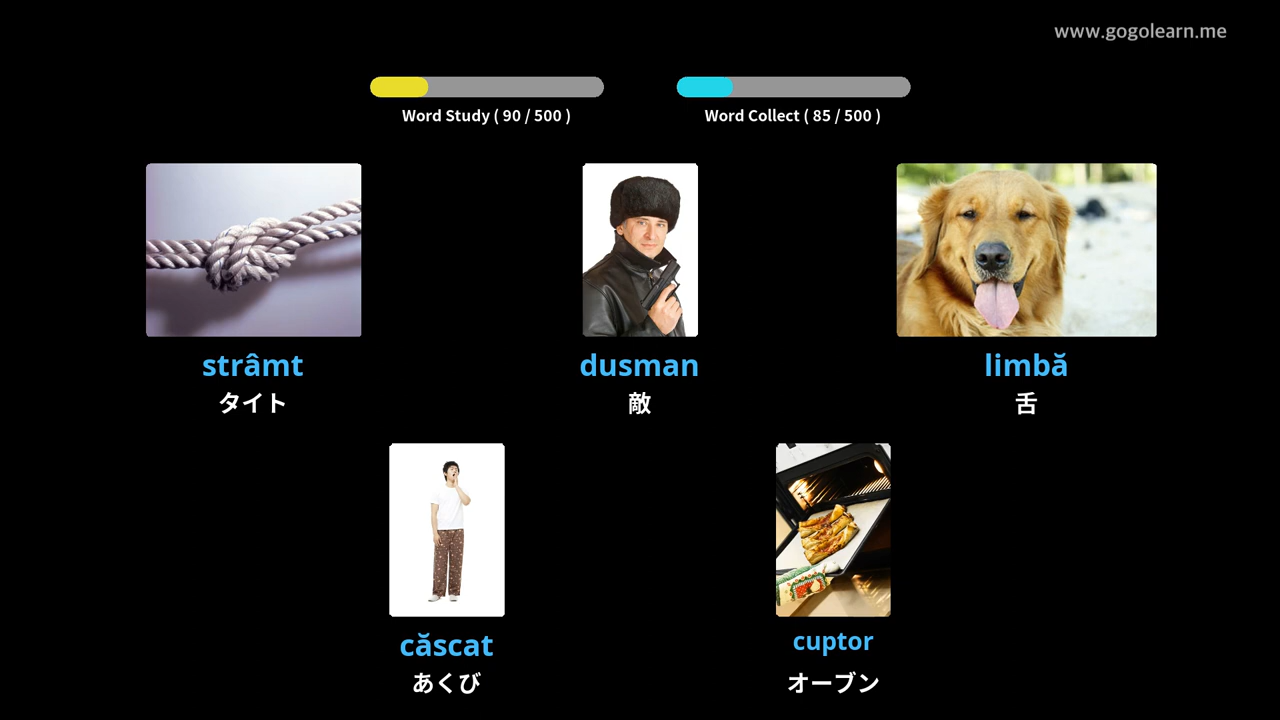 www.gogolearn.me
Word Study ( 90 / 500 )
Word Collect ( 85 / 500 )
strâmt
タイト
dusman
敵
limbă
舌
căscat
あくび
cuptor
オーブン